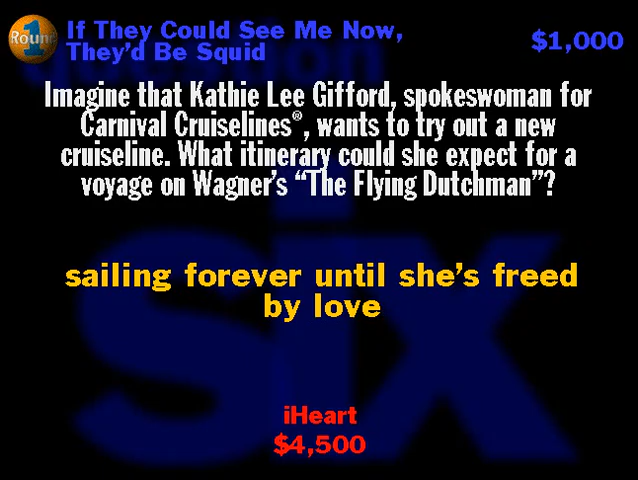 Round 1
If They Could See Me Now,
They'd Be Squid
$1,000
Imagine that Kathie Lee Gifford, spokeswoman for
Carnival Cruiselines®, wants to try out a new
cruiseline. What itinerary could she expect for a
voyage on Wagner's “The Flying Dutchman”?
sailing forever until she's freed
by love
six
iHeart
$4,500